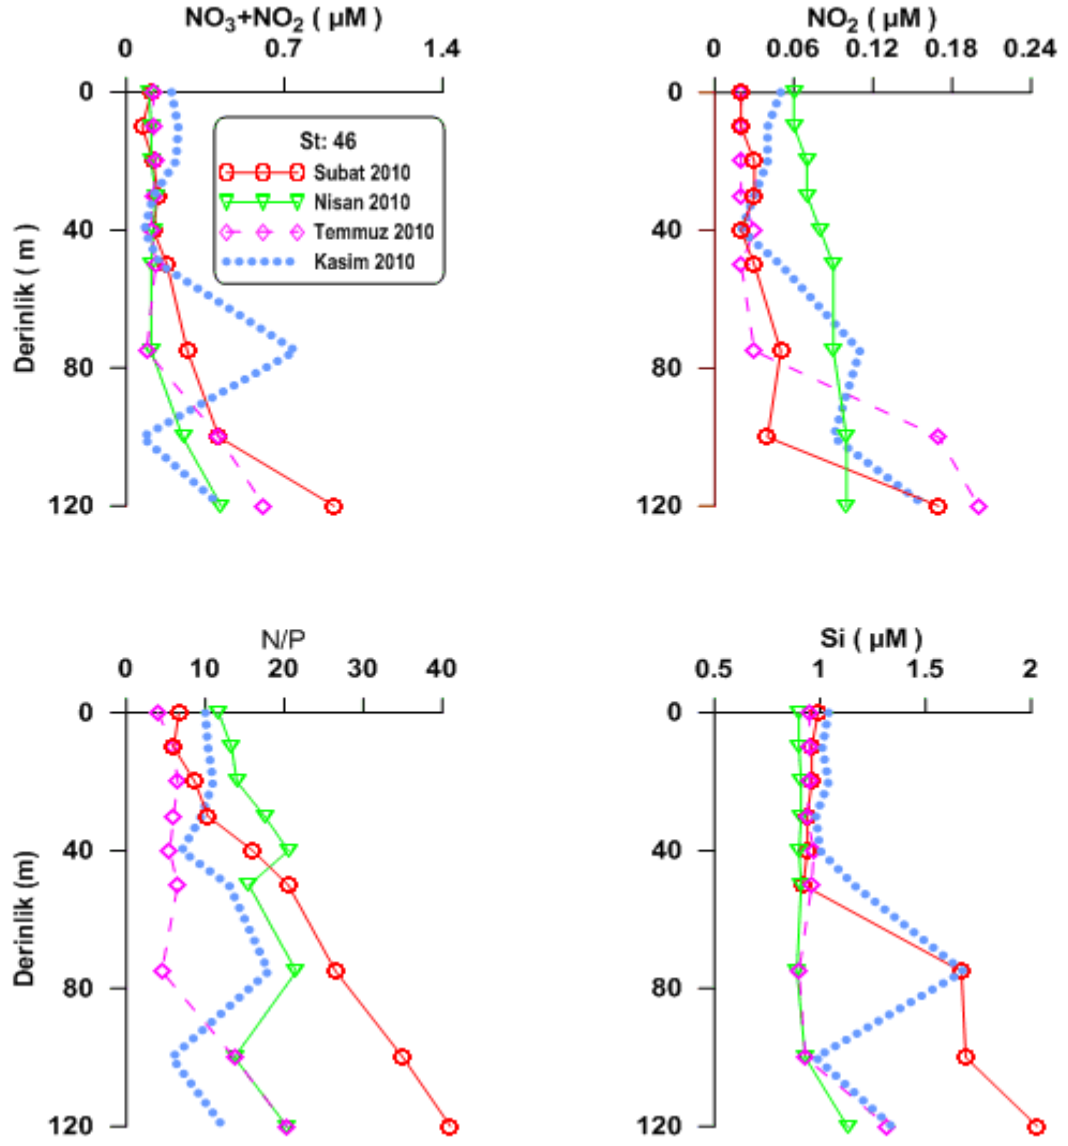 NO₃+NO₂ ( µM )
0 0.7 1.4
0
40
80
120
Derinlik ( m )
St: 46
Subat 2010
Nisan 2010
Temmuz 2010
Kasim 2010
NO₂ ( µM )
0 0.06 0.12 0.18 0.24
0
40
80
120
N/P
0 10 20 30 40
0
40
80
120
Derinlik (m)
Si ( µM )
0.5 1 1.5 2
0
40
80
120